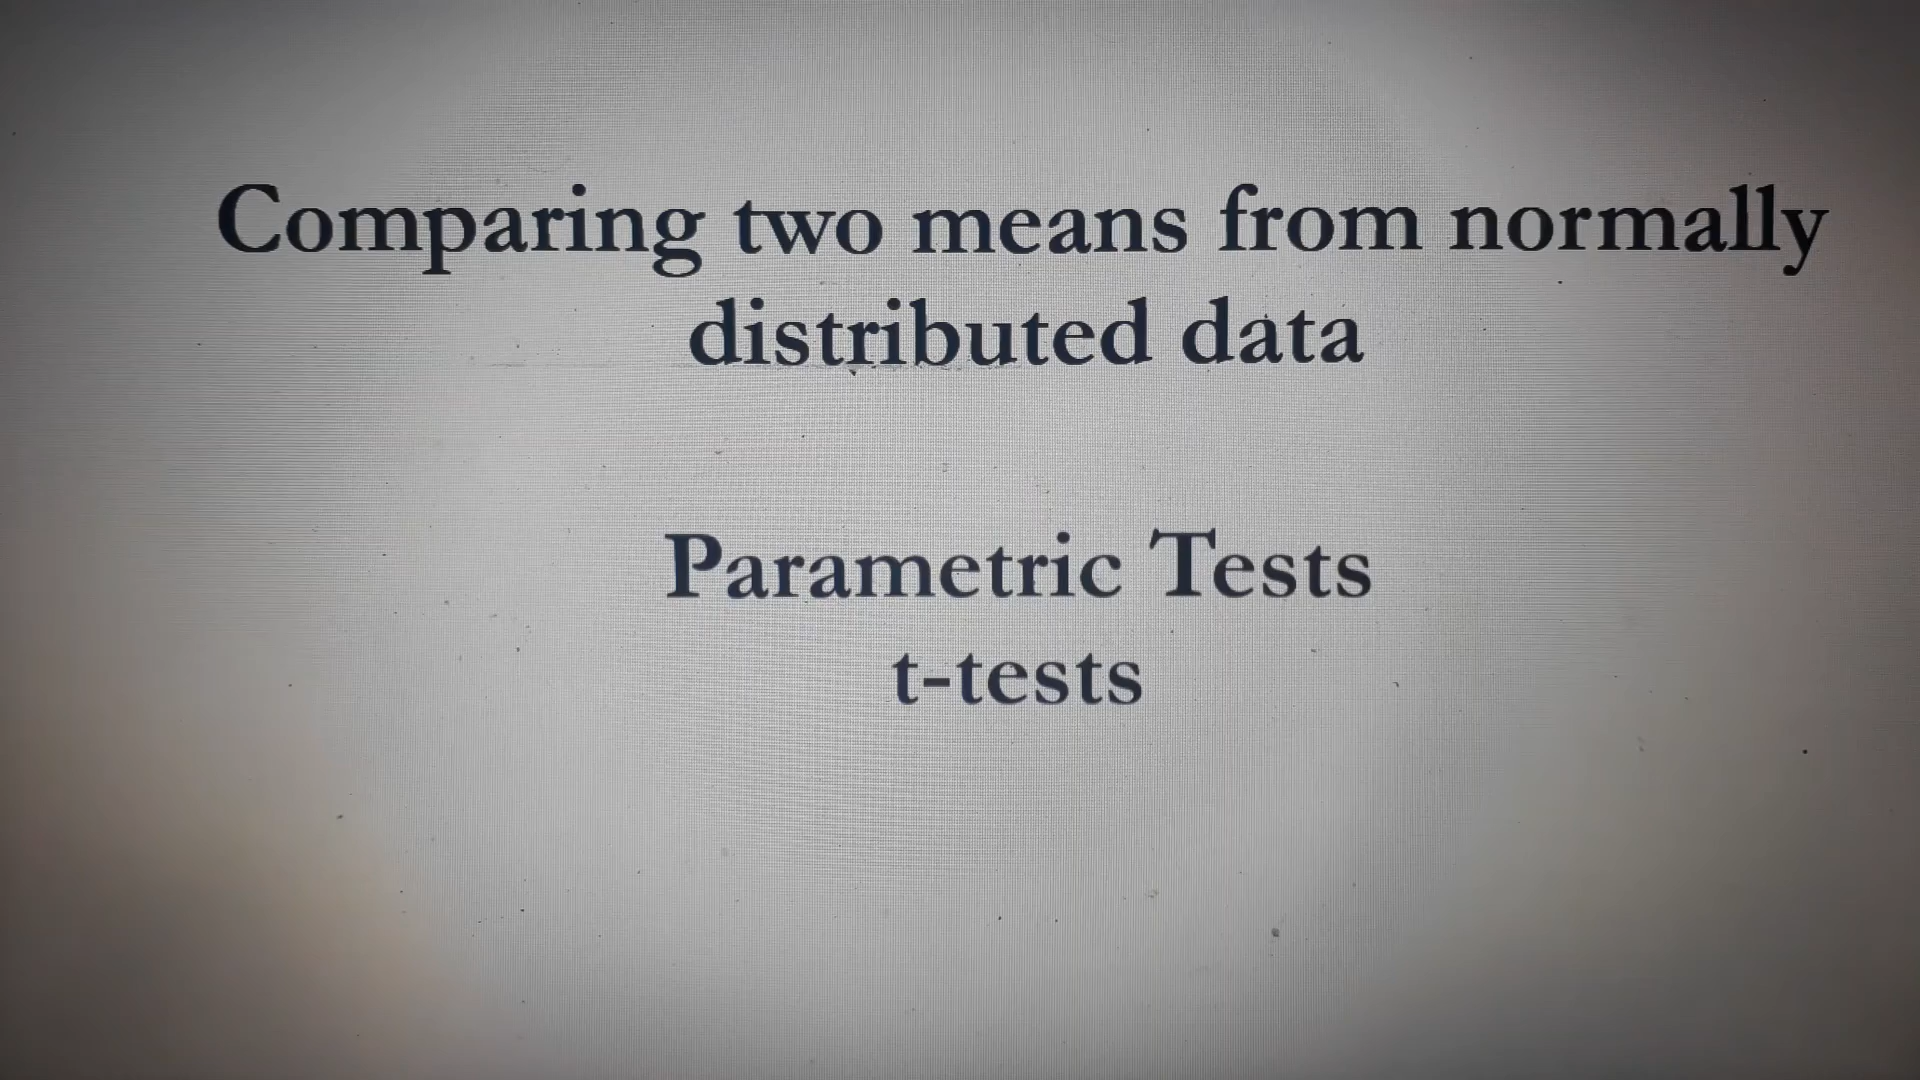 Comparing two means from normally
distributed data
Parametric Tests
t-tests